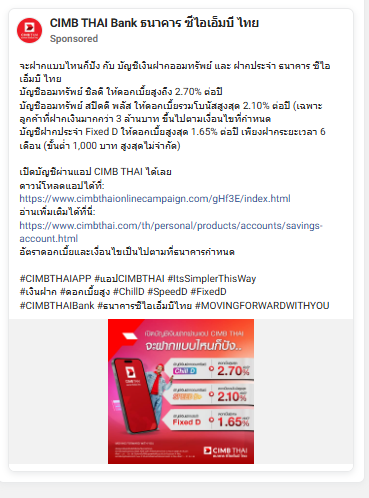 CIMB THAI Bank ธนาคาร ซีไอเอ็มบี ไทย
Sponsored
จะฝากแบบไหนก็ปัง กับ บัญชีเงินฝากออมทรัพย์ และ ฝากประจำ ธนาคาร ซีไอ
เอ็มบี ไทย
บัญชีออมทรัพย์ ชิลดี ให้ดอกเบี้ยสูงถึง 2.70% ต่อปี
บัญชีออมทรัพย์ สปีดดี พลัส ให้ดอกเบี้ยรวมโบนัสสูงสุด 2.10% ต่อปี (เฉพาะ
ลูกค้าที่ฝากเงินมากกว่า 3 ล้านบาท ขึ้นไปตามเงื่อนไขที่กำหนด
บัญชีฝากประจำ Fixed D ให้ดอกเบี้ยสูงสุด 1.65% ต่อปี เพียงฝากระยะเวลา 6
เดือน (ขั้นต่ำ 1,000 บาท สูงสุดไม่จำกัด)
เปิดบัญชีผ่านแอป CIMB THAI ได้เลย
ดาวน์โหลดแอปได้ที่:
https://www.cimbthaionlinecampaign.com/gHf3E/index.html
อ่านเพิ่มเติมได้ที่นี่:
https://www.cimbthai.com/th/personal/products/accounts/savings-
account.html
อัตราดอกเบี้ยและเงื่อนไขเป็นไปตามที่ธนาคารกำหนด
#CIMBTHAIAPP #แอปCIMBTHAI #ItsSimplerThisWay
#เงินฝาก #ดอกเบี้ยสูง #ChillD #SpeedD #FixedD
#CIMBTHAIBank #ธนาคารซีไอเอ็มบีไทย #MOVINGFORWARDWITHYOU
เปิดบัญชีเงินฝากผ่านแอป CIMB THAI
จะฝากแบบไหนก็ปัง..
Chill D
2.70%
2.10%
Fixed D
1.65%
CIMB THAI